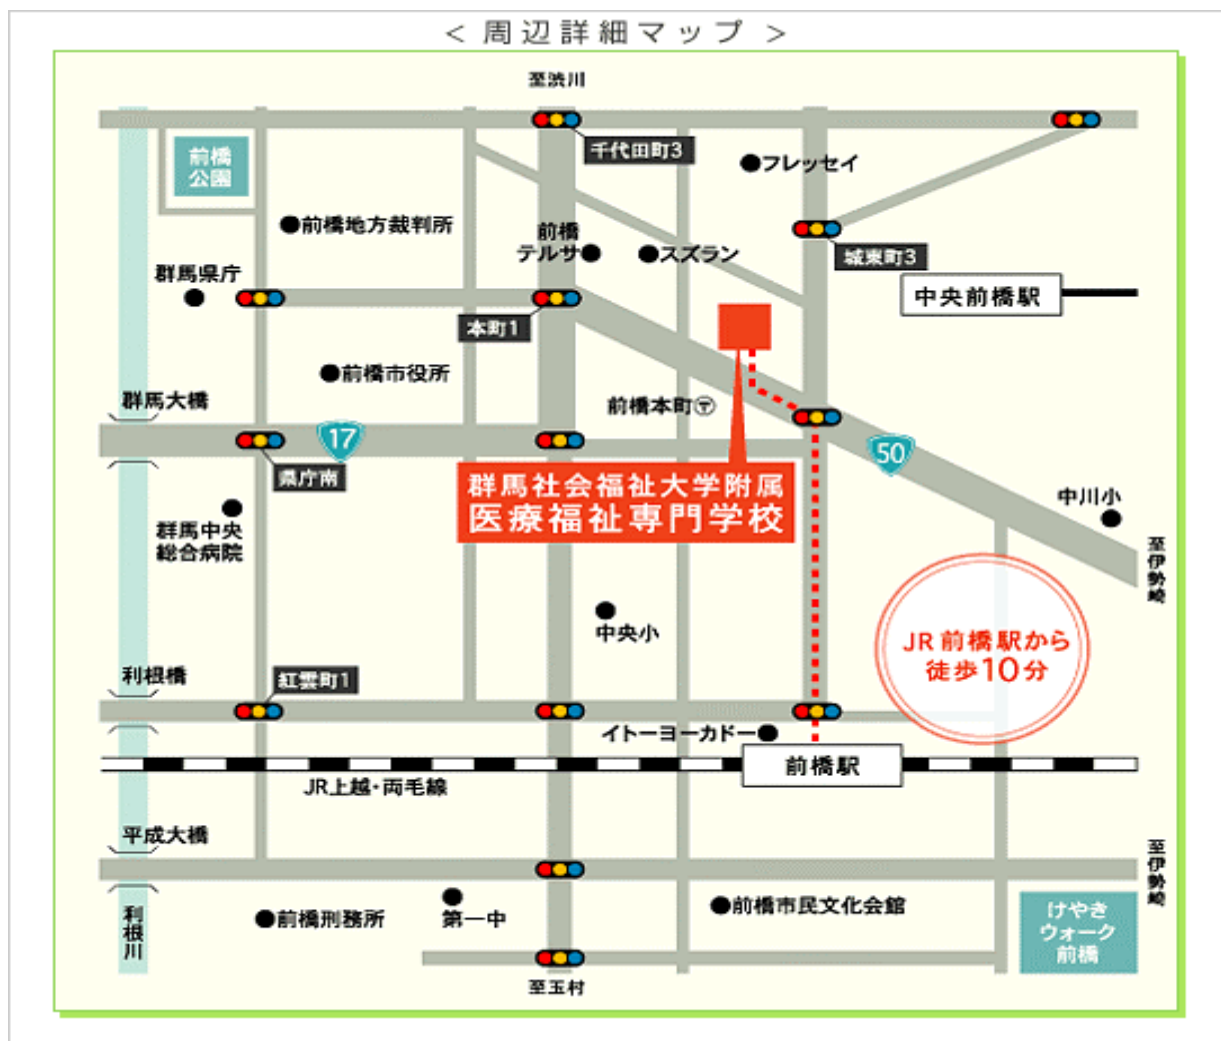 < 周辺詳細マップ >
至渋川
前橋
公園
千代田町3
フレッセイ
前橋地方裁判所
前橋
テルサ
スズラン
城東町3
群馬県庁
中央前橋駅
本町1
前橋市役所
群馬大橋
前橋本町〒
17
50
県庁南
群馬社会福祉大学附属
医療福祉専門学校
中川小
群馬中央
総合病院
至伊勢崎
中央小
JR前橋駅から
徒歩10分
利根橋
紅雲町1
イトーヨーカドー
前橋駅
JR上越・両毛線
平成大橋
至伊勢崎
利根川
前橋刑務所
第一中
前橋市民文化会館
けやき
ウォーク
前橋
至玉村